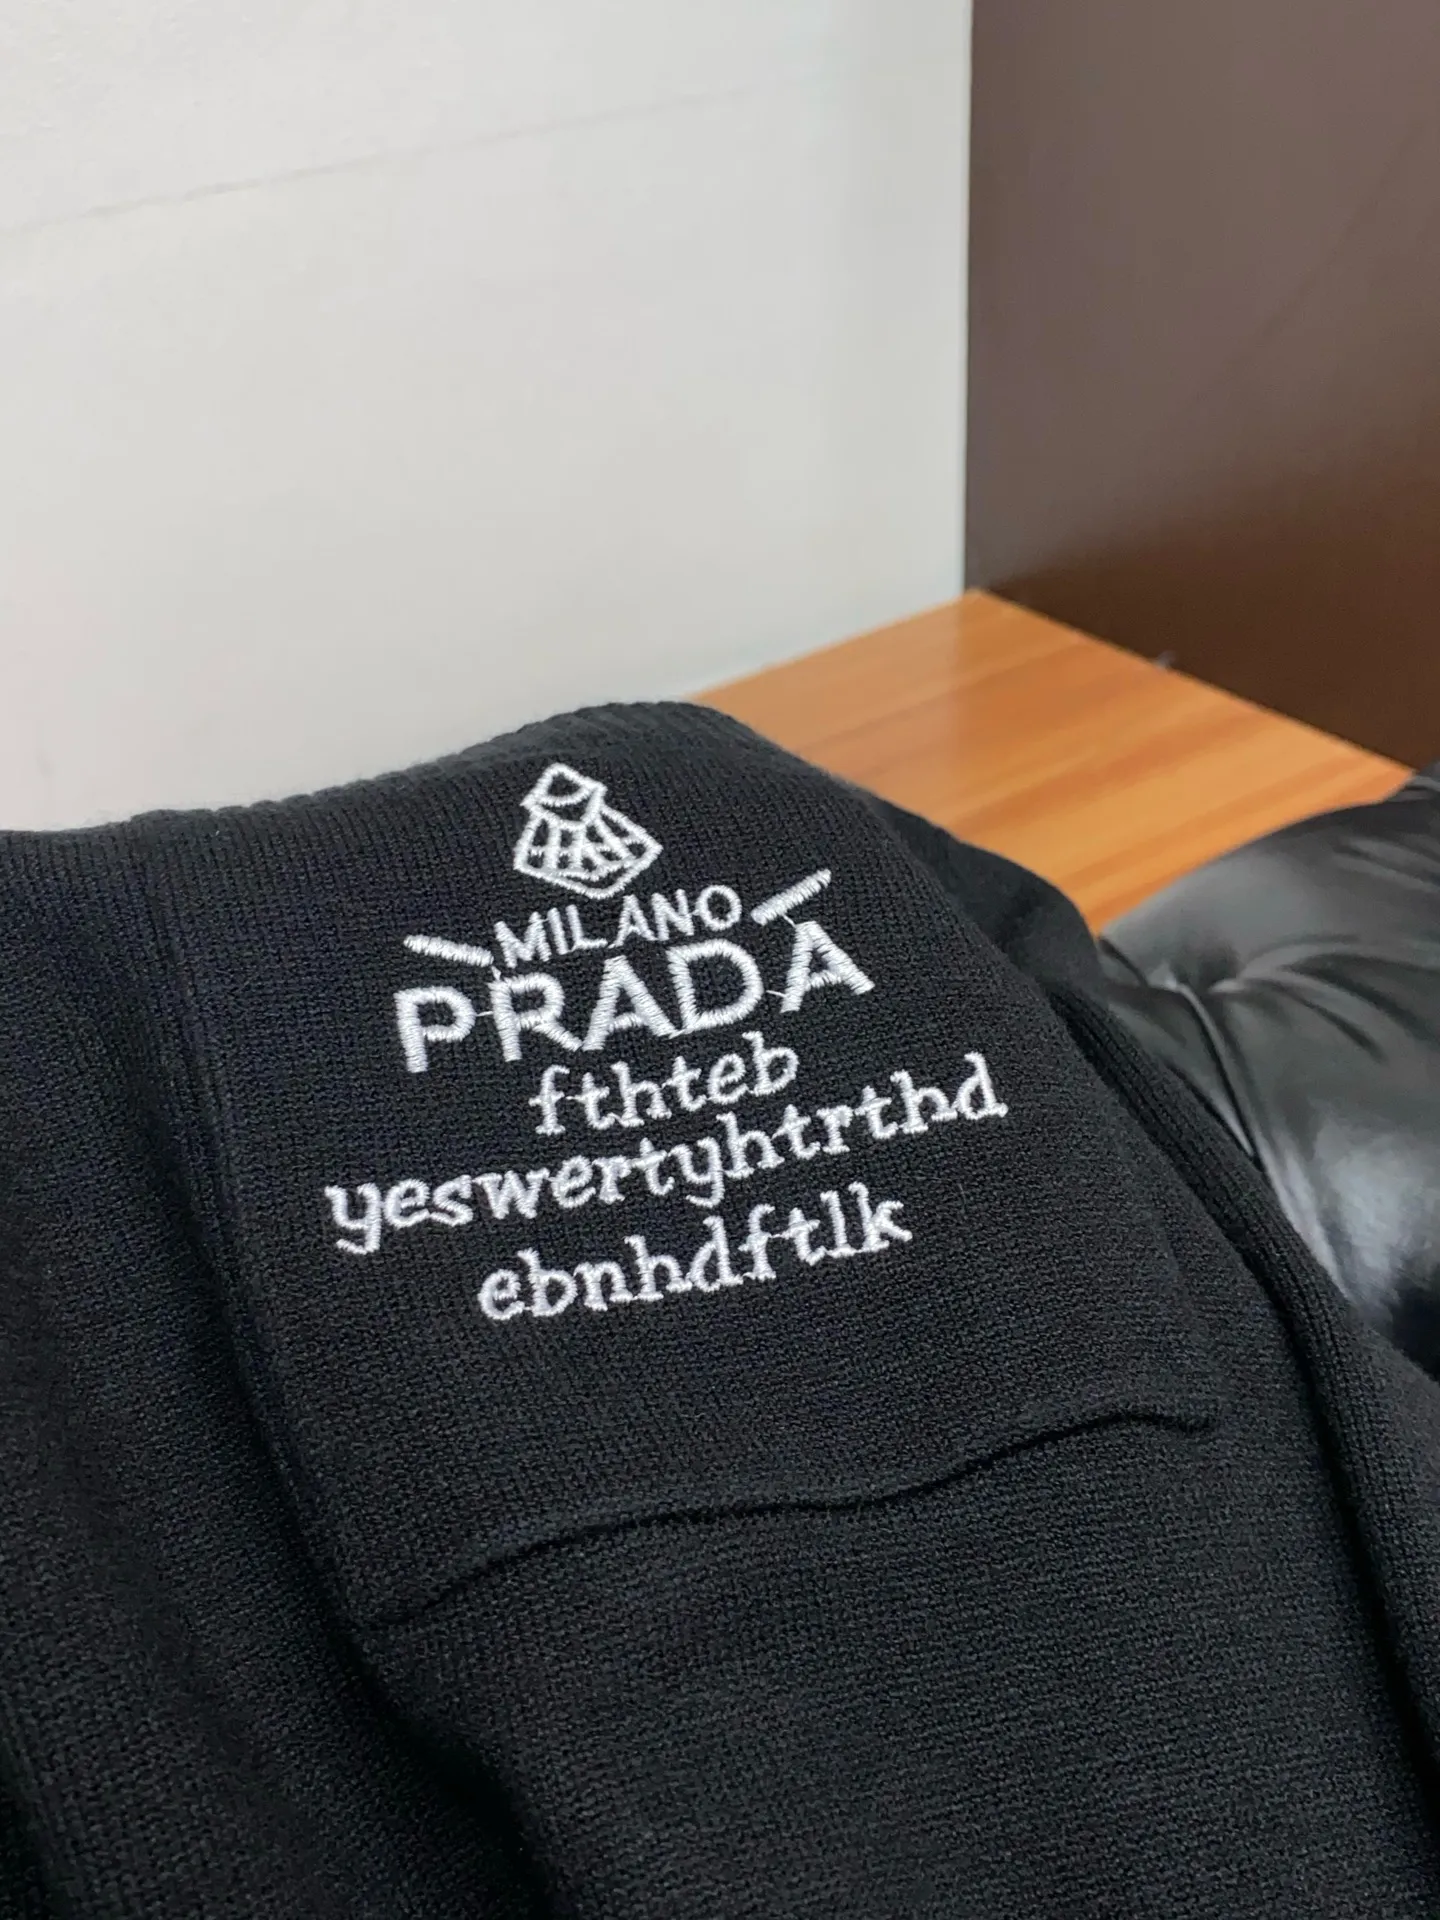 MILANO
PRADA
fthteb
yeswertyhtrthd
ebnhdftlk